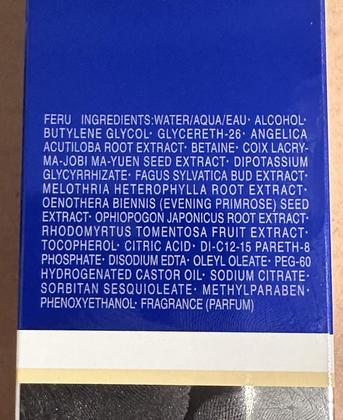 FERU INGREDIENTS:WATER/AQUA/EAU· ALCOHOL·
BUTYLENE GLYCOL· GLYCERETH-26· ANGELICA
ACUTILOBA ROOT EXTRACT· BETAINE· COIX LACRY-
MA-JOBI MA-YUEN SEED EXTRACT· DIPOTASSIUM
GLYCYRRHIZATE· FAGUS SYLVATICA BUD EXTRACT·
MELOTHRIA HETEROPHYLLA ROOT EXTRACT·
OENOTHERA BIENNIS (EVENING PRIMROSE) SEED
EXTRACT· OPHIOPOGON JAPONICUS ROOT EXTRACT·
RHODOMYRTUS TOMENTOSA FRUIT EXTRACT·
TOCOPHEROL· CITRIC ACID· DI-C12-15 PARETH-8
PHOSPHATE· DISODIUM EDTA· OLEYL OLEATE· PEG-60
HYDROGENATED CASTOR OIL· SODIUM CITRATE·
SORBITAN SESQUIOLEATE· METHYLPARABEN·
PHENOXYETHANOL· FRAGRANCE (PARFUM)